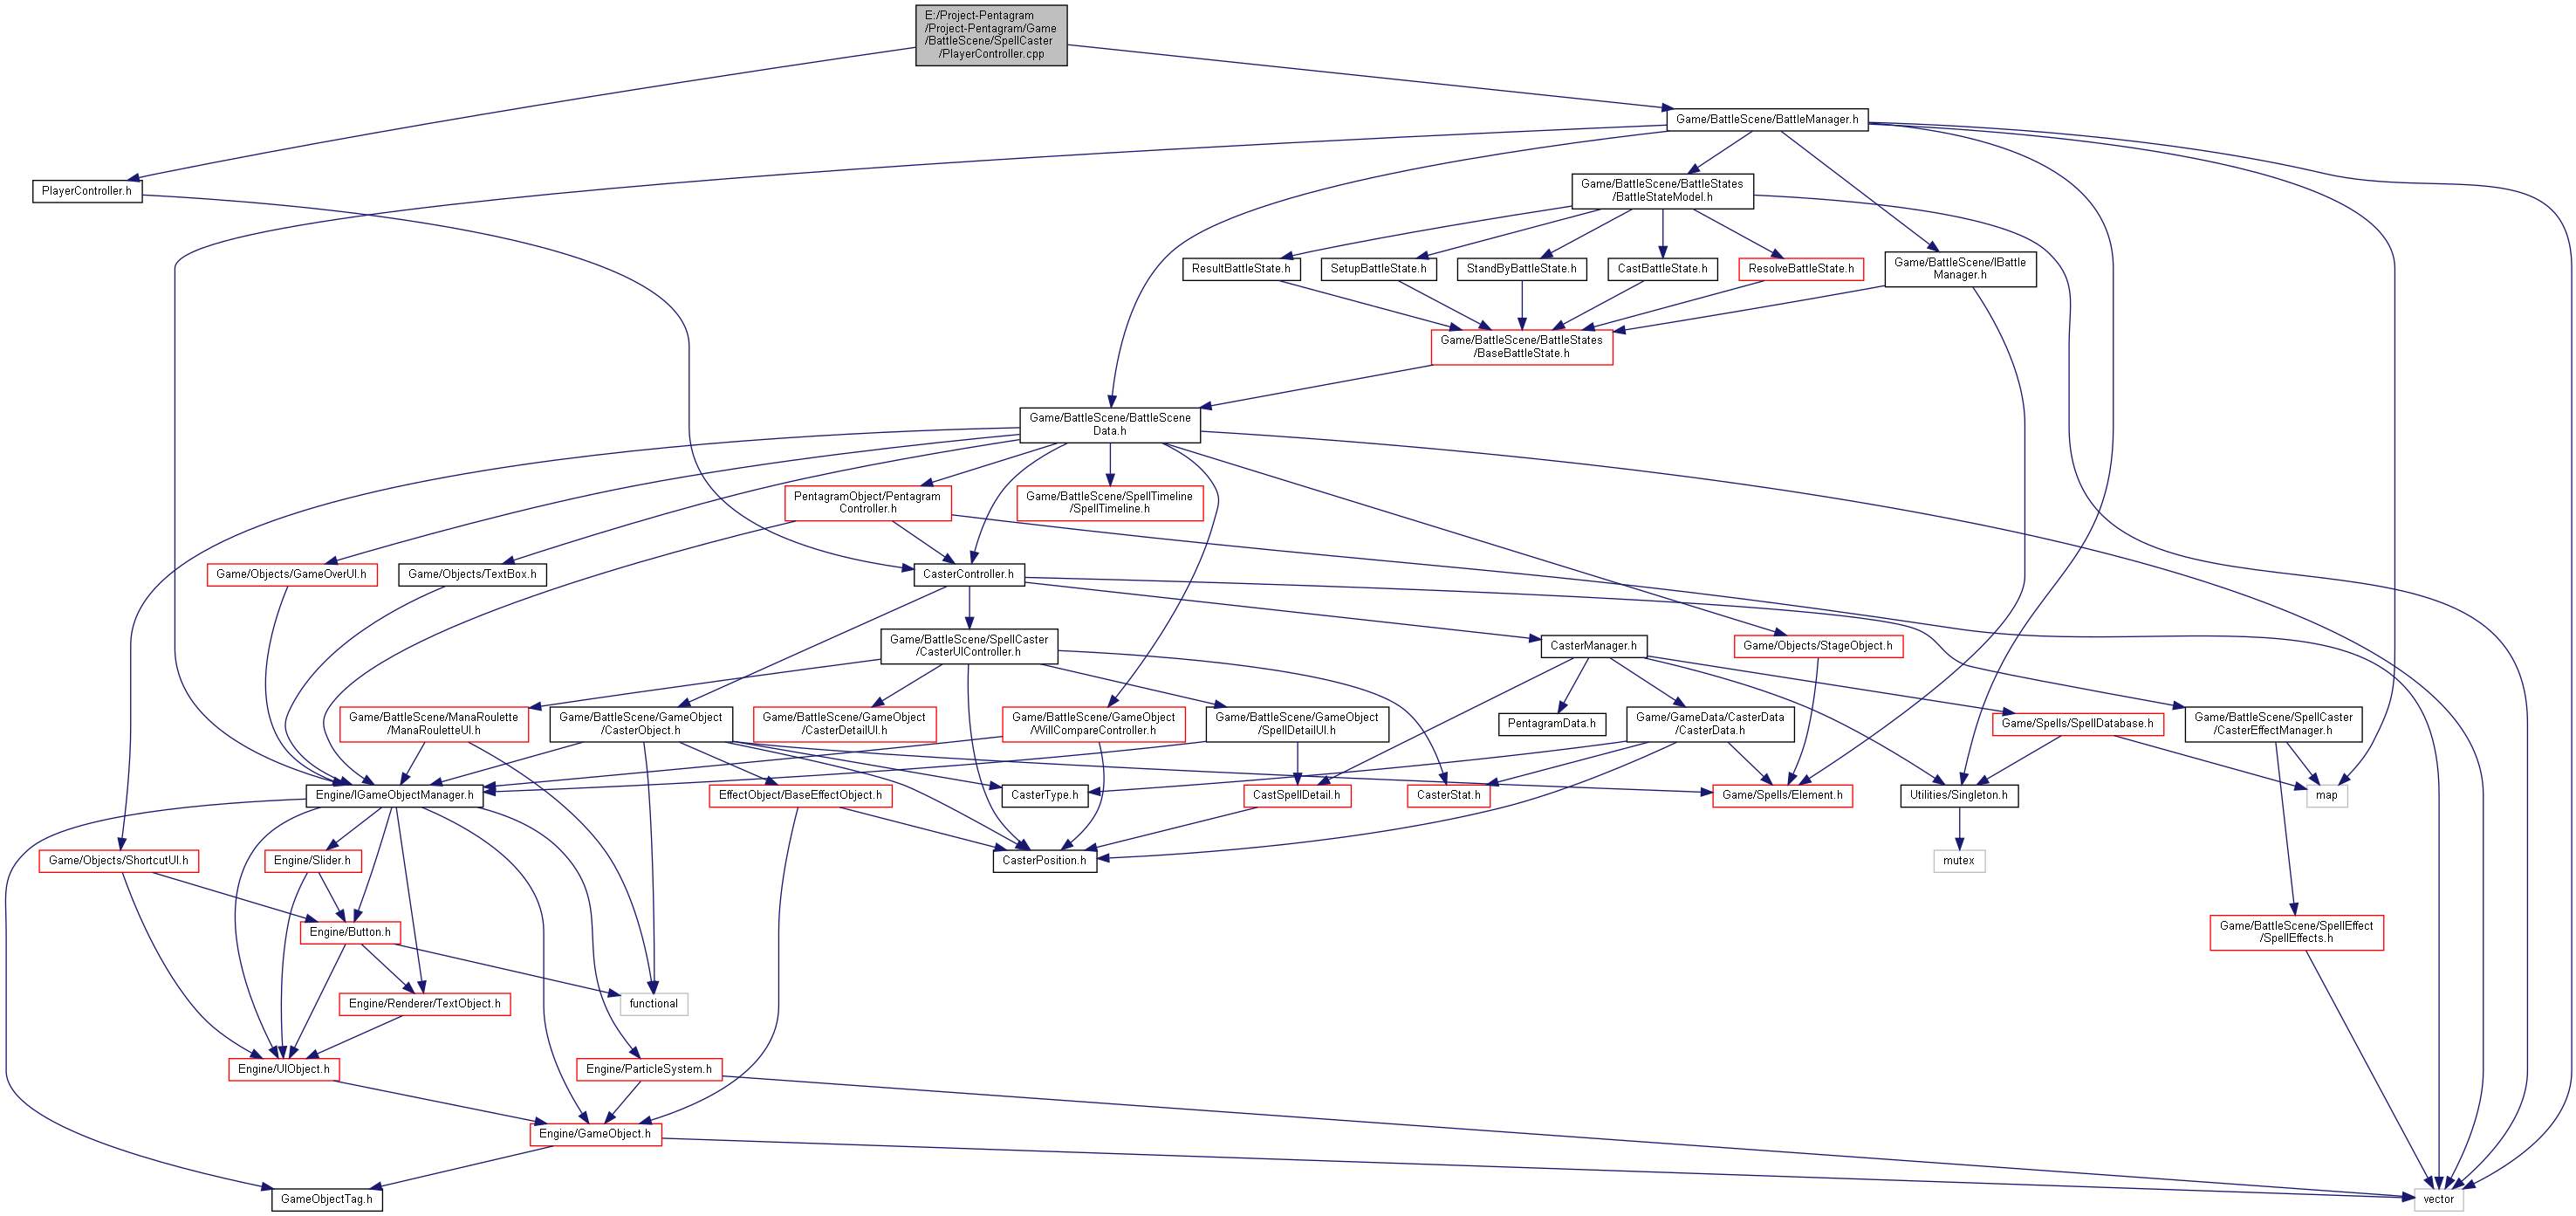 E:/Project-Pentagram
/Project-Pentagram/Game
/BattleScene/SpellCaster
/PlayerController.cpp
Game/BattleScene/BattleManager.h
PlayerController.h
Game/BattleScene/BattleStates
/BattleStateModel.h
ResultBattleState.h
SetupBattleState.h
StandByBattleState.h
CastBattleState.h
ResolveBattleState.h
Game/BattleScene/IBattle
Manager.h
Game/BattleScene/BattleStates
/BaseBattleState.h
Game/BattleScene/BattleScene
Data.h
PentagramObject/Pentagram
Controller.h
Game/BattleScene/SpellTimeline
/SpellTimeline.h
Game/Objects/GameOverUI.h
Game/Objects/TextBox.h
CasterController.h
Game/BattleScene/SpellCaster
/CasterUIController.h
CasterManager.h
Game/Objects/StageObject.h
Game/BattleScene/ManaRoulette
/ManaRouletteUI.h
Game/BattleScene/GameObject
/CasterObject.h
Game/BattleScene/GameObject
/CasterDetailUI.h
Game/BattleScene/GameObject
/WillCompareController.h
Game/BattleScene/GameObject
/SpellDetailUI.h
PentagramData.h
Game/GameData/CasterData
/CasterData.h
Game/Spells/SpellDatabase.h
Game/BattleScene/SpellCaster
/CasterEffectManager.h
Engine/IGameObjectManager.h
EffectObject/BaseEffectObject.h
CasterType.h
CastSpellDetail.h
CasterStat.h
Game/Spells/Element.h
Utilities/Singleton.h
map
Game/Objects/ShortcutUI.h
Engine/Slider.h
CasterPosition.h
mutex
Engine/Button.h
Game/BattleScene/SpellEffect
/SpellEffects.h
Engine/Renderer/TextObject.h
functional
Engine/UIObject.h
Engine/ParticleSystem.h
Engine/GameObject.h
GameObjectTag.h
vector